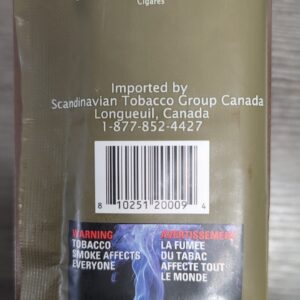 Cigares
Imported by
Scandinavian Tobacco Group Canada
Longueuil, Canada
1-877-852-4427
8 10251 20009 4
WARNING AVERTISSEMENT
TOBACCO LA FUMÉE
SMOKE AFFECTS DU TABAC
EVERYONE AFFECTE TOUT
LE MONDE